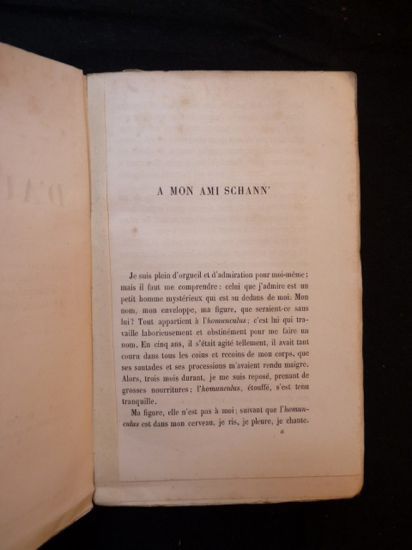 A MON AMI SCHANN'
Je suis plein d'orgueil et d'admiration pour moi-même;
mais il faut me comprendre : celui que j'admire est un
petit homme mystérieux qui est au dedans de moi. Mon
nom, mon enveloppe, ma figure, que seraient-ce sans
lui? Tout appartient à l'homunculus; c'est lui qui tra-
vaille laborieusement et obstinément pour me faire un
nom. En cinq ans, il s'était agité tellement, il avait tant
couru dans tous les coins et recoins de mon corps, que
ses sautades et ses processions m'avaient rendu maigre.
Alors, trois mois durant, je me suis reposé, prenant de
grosses nourritures; l'homunculus, étouffé, s'est tenu
tranquille.
Ma figure, elle n'est pas à moi; suivant que l'homun-
culus est dans mon cerveau, je ris, je pleure, je chante.
a